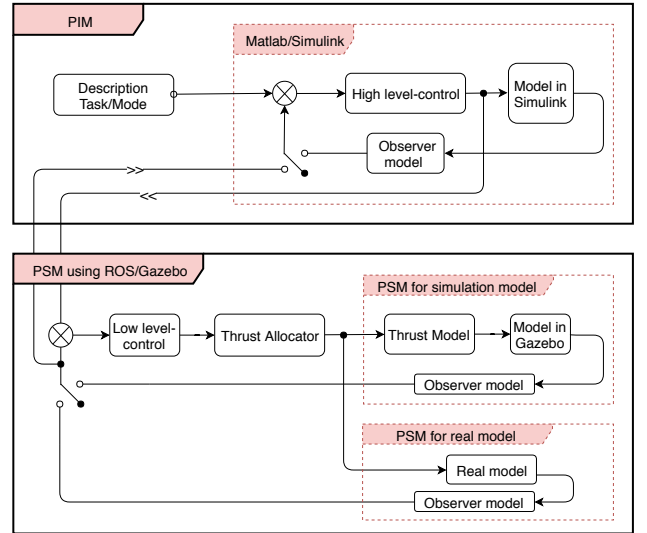 PIM
Matlab/Simulink
Description
Task/Mode
High level-control
Model in
Simulink
Observer
model
>>
<<
PSM using ROS/Gazebo
PSM for simulation model
Low level-
control
Thrust Allocator
Thrust Model
Model in
Gazebo
Observer model
PSM for real model
Real model
Observer model